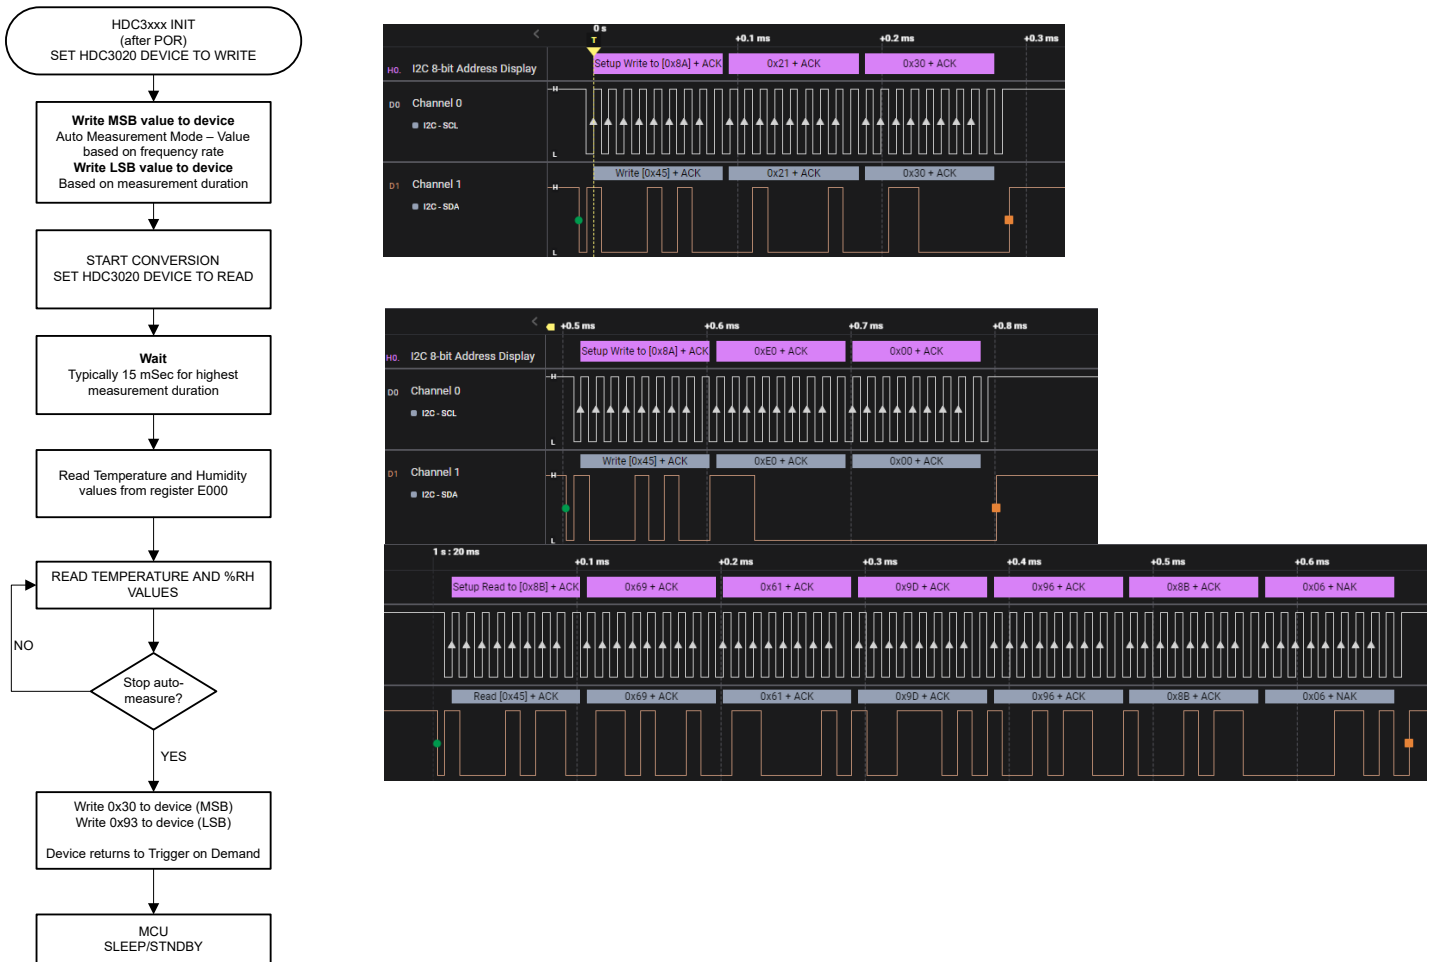 HDC3xxx INIT
(after POR)
SET HDC3020 DEVICE TO WRITE
Write MSB value to device
Auto Measurement Mode – Value
based on frequency rate
Write LSB value to device
Based on measurement duration
START CONVERSION
SET HDC3020 DEVICE TO READ
Wait
Typically 15 mSec for highest
measurement duration
Read Temperature and Humidity
values from register E000
READ TEMPERATURE AND %RH
VALUES
NO
Stop auto-
measure?
YES
Write 0x30 to device (MSB)
Write 0x93 to device (LSB)
Device returns to Trigger on Demand
MCU
SLEEP/STNDBY
0 s
T
+0.1 ms +0.2 ms +0.3 ms
H0. I2C 8-bit Address Display Setup Write to [0x8A] + ACK 0x21 + ACK 0x30 + ACK
H
D0 Channel 0
I2C - SCL
L
Write [0x45] + ACK 0x21 + ACK 0x30 + ACK
H
D1 Channel 1
I2C - SDA
L
+0.5 ms +0.6 ms +0.7 ms +0.8 ms
H0. I2C 8-bit Address Display Setup Write to [0x8A] + ACK 0xE0 + ACK 0x00 + ACK
H
D0 Channel 0
I2C - SCL
L
Write [0x45] + ACK 0xE0 + ACK 0x00 + ACK
H
D1 Channel 1
I2C - SDA
L
1 s : 20 ms
+0.1 ms +0.2 ms +0.3 ms +0.4 ms +0.5 ms +0.6 ms
Setup Read to [0x8B] + ACK 0x69 + ACK 0x61 + ACK 0x9D + ACK 0x96 + ACK 0x8B + ACK 0x06 + NAK
Read [0x45] + ACK 0x69 + ACK 0x61 + ACK 0x9D + ACK 0x96 + ACK 0x8B + ACK 0x06 + NAK